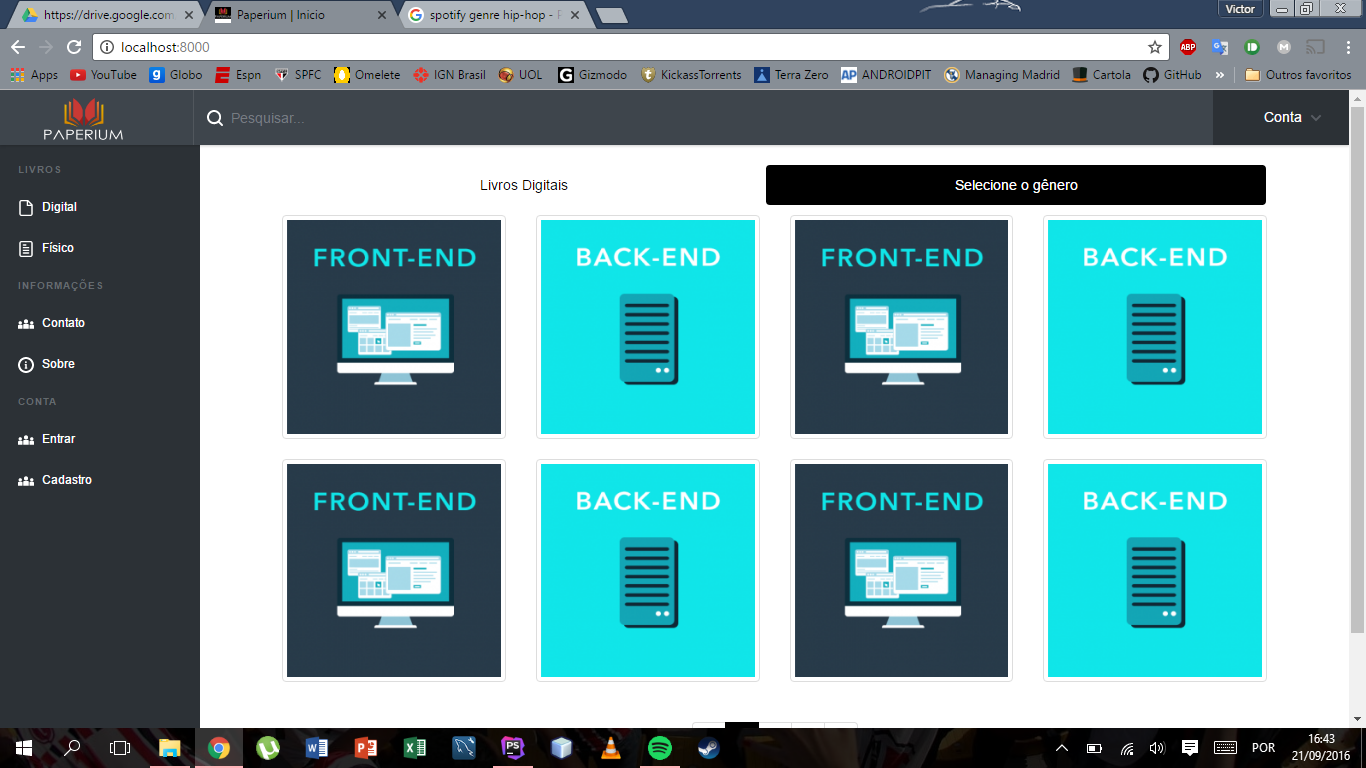 https://drive.google.com
Paperium | Inicio
spotify genre hip-hop -
Victor
localhost:8000
ABP
Apps
YouTube
Globo
Espn
SPFC
Omelete
IGN Brasil
UOL
Gizmodo
KickassTorrents
Terra Zero
ANDROIDPIT
Managing Madrid
Cartola
GitHub
»
Outros favoritos
PAPERIUM
Pesquisar...
Conta
LIVROS
Digital
Físico
INFORMAÇÕES
Contato
Sobre
CONTA
Entrar
Cadastro
Livros Digitais
Selecione o gênero
FRONT-END
BACK-END
FRONT-END
BACK-END
FRONT-END
BACK-END
FRONT-END
BACK-END
POR
16:43
21/09/2016